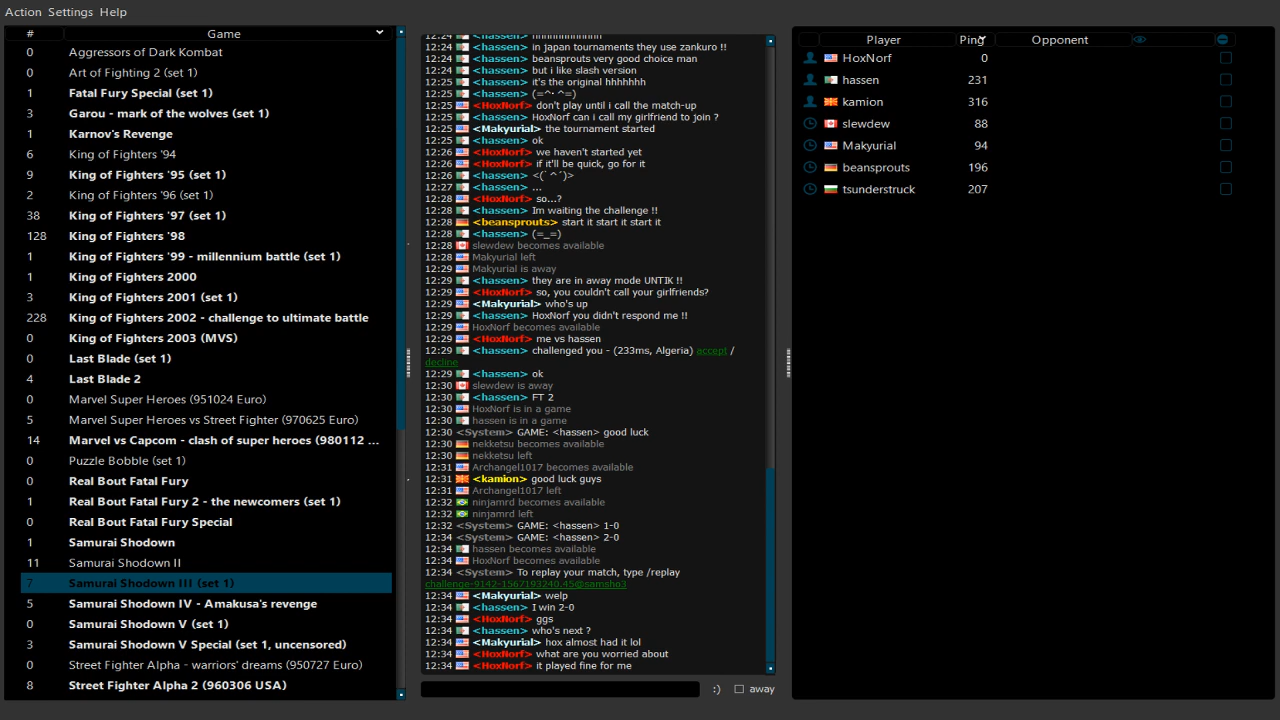 Action Settings Help
# Game
0 Aggressors of Dark Kombat
0 Art of Fighting 2 (set 1)
1 Fatal Fury Special (set 1)
3 Garou - mark of the wolves (set 1)
1 Karnov's Revenge
6 King of Fighters '94
9 King of Fighters '95 (set 1)
2 King of Fighters '96 (set 1)
38 King of Fighters '97 (set 1)
128 King of Fighters '98
1 King of Fighters '99 - millennium battle (set 1)
1 King of Fighters 2000
3 King of Fighters 2001 (set 1)
228 King of Fighters 2002 - challenge to ultimate battle
0 King of Fighters 2003 (MVS)
0 Last Blade (set 1)
4 Last Blade 2
0 Marvel Super Heroes (951024 Euro)
5 Marvel Super Heroes vs Street Fighter (970625 Euro)
14 Marvel vs Capcom - clash of super heroes (980112 ...
0 Puzzle Bobble (set 1)
0 Real Bout Fatal Fury
1 Real Bout Fatal Fury 2 - the newcomers (set 1)
0 Real Bout Fatal Fury Special
1 Samurai Shodown
11 Samurai Shodown II
7 Samurai Shodown III (set 1)
5 Samurai Shodown IV - Amakusa's revenge
0 Samurai Shodown V (set 1)
3 Samurai Shodown V Special (set 1, uncensored)
0 Street Fighter Alpha - warriors' dreams (950727 Euro)
8 Street Fighter Alpha 2 (960306 USA)
12:24 <hassen>
12:24 <hassen> in japan tournaments they use zankuro !!
12:24 <hassen> beansprouts very good choice man
12:24 <hassen> but i like slash version
12:25 <hassen> it's the original hhhhhhh
12:25 <hassen> (=^· ^=)
12:25 <HoxNorf> don't play until i call the match-up
12:25 <hassen> HoxNorf can i call my girlfriend to join ?
12:25 <Makyurial> the tournament started
12:25 <hassen> ok
12:26 <HoxNorf> we haven't started yet
12:26 <HoxNorf> if it'll be quick, go for it
12:26 <hassen> <(｀^´)>
12:27 <hassen> ...
12:28 <HoxNorf> so...?
12:28 <hassen> Im waiting the challenge !!
12:28 <beansprouts> start it start it start it
12:28 <hassen> (=_=)
12:28 slewdew becomes available
12:28 Makyurial left
12:29 Makyurial is away
12:29 <hassen> they are in away mode UNTIK !!
12:29 <HoxNorf> so, you couldn't call your girlfriends?
12:29 <Makyurial> who's up
12:29 <hassen> HoxNorf you didn't respond me !!
12:29 HoxNorf becomes available
12:29 <HoxNorf> me vs hassen
12:29 <hassen> challenged you - (233ms, Algeria) accept /
decline
12:29 <hassen> ok
12:30 slewdew is away
12:30 <hassen> FT 2
12:30 HoxNorf is in a game
12:30 hassen is in a game
12:30 <System> GAME: <hassen> good luck
12:30 nekketsu becomes available
12:30 nekketsu left
12:31 Archangel1017 becomes available
12:31 <kamion> good luck guys
12:31 Archangel1017 left
12:32 ninjamrd becomes available
12:32 ninjamrd left
12:32 <System> GAME: <hassen> 1-0
12:34 <System> GAME: <hassen> 2-0
12:34 hassen becomes available
12:34 HoxNorf becomes available
12:34 <System> To replay your match, type /replay
challenge-9142-1567193240.45@samsho3
12:34 <Makyurial> welp
12:34 <hassen> I win 2-0
12:34 <HoxNorf> ggs
12:34 <hassen> who's next ?
12:34 <Makyurial> hox almost had it lol
12:34 <HoxNorf> what are you worried about
12:34 <HoxNorf> it played fine for me
:) away
Player Ping Opponent
HoxNorf 0
hassen 231
kamion 316
slewdew 88
Makyurial 94
beansprouts 196
tsunderstruck 207